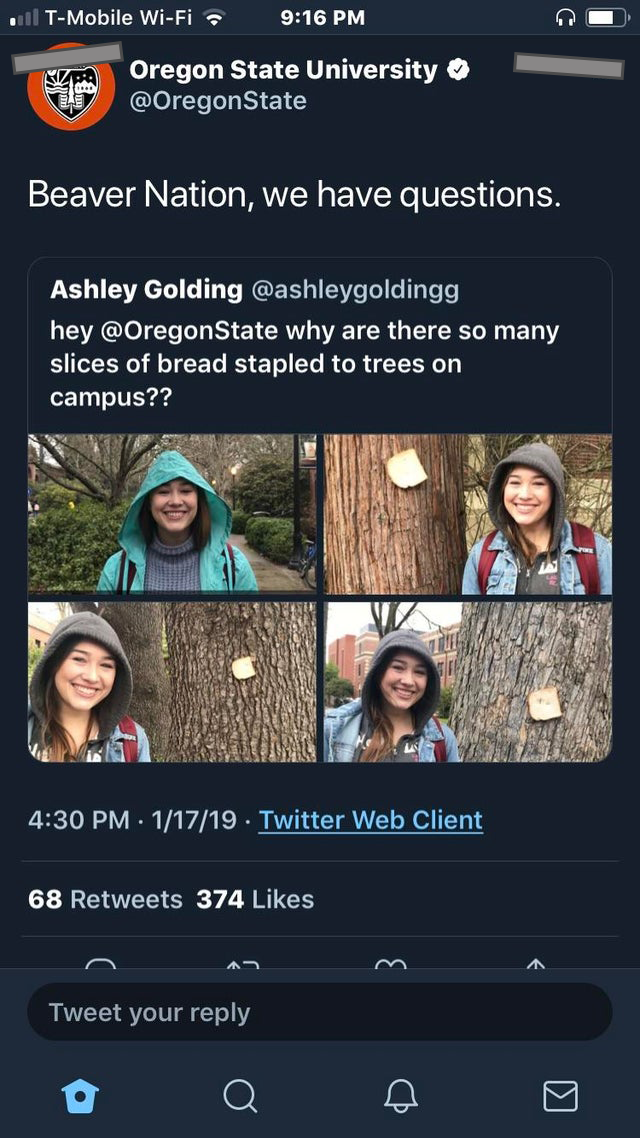 T-Mobile Wi-Fi 9:16 PM
Oregon State University
@OregonState
Beaver Nation, we have questions.
Ashley Golding @ashleygoldingg
hey @OregonState why are there so many
slices of bread stapled to trees on
campus??
4:30 PM · 1/17/19 · Twitter Web Client
68 Retweets 374 Likes
Tweet your reply